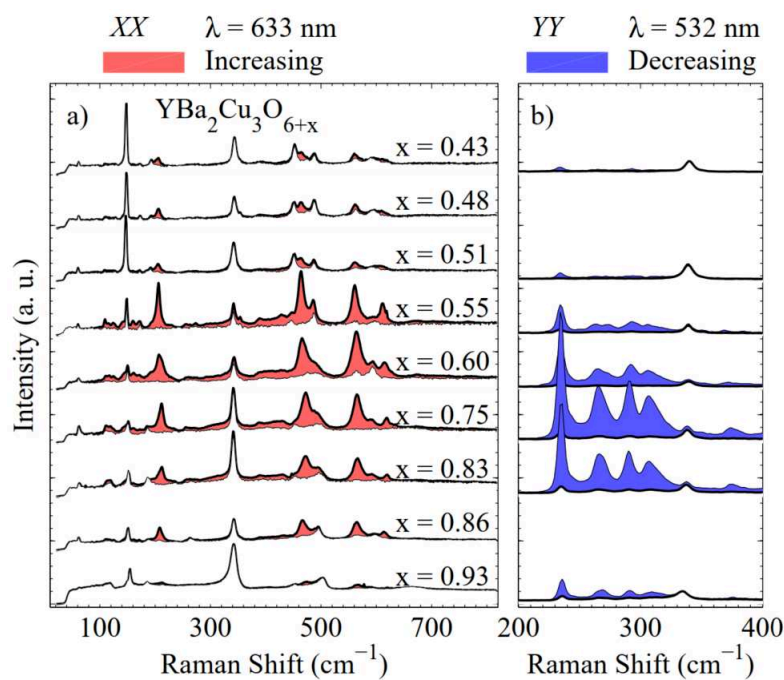 XX λ = 633 nm
Increasing
YY λ = 532 nm
Decreasing
a) YBa₂Cu₃O₆₊ₓ
b)
x = 0.43
x = 0.48
x = 0.51
x = 0.55
x = 0.60
x = 0.75
x = 0.83
x = 0.86
x = 0.93
Intensity (a. u.)
100 300 500 700
200 300 400
Raman Shift (cm⁻¹)
Raman Shift (cm⁻¹)